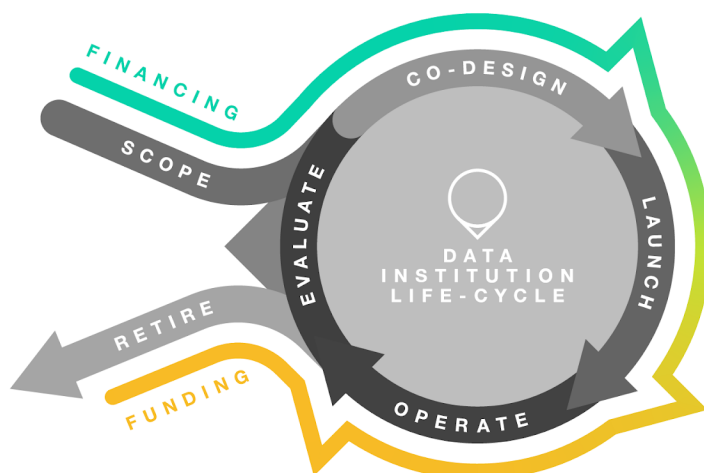 FINANCING
SCOPE
CO-DESIGN
EVALUATE
LAUNCH
DATA
INSTITUTION
LIFE-CYCLE
RETIRE
OPERATE
FUNDING